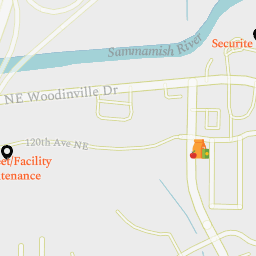 Sammamish River
Securite
NE Woodinville Dr
120th Ave NE
et/Facility
ntenance